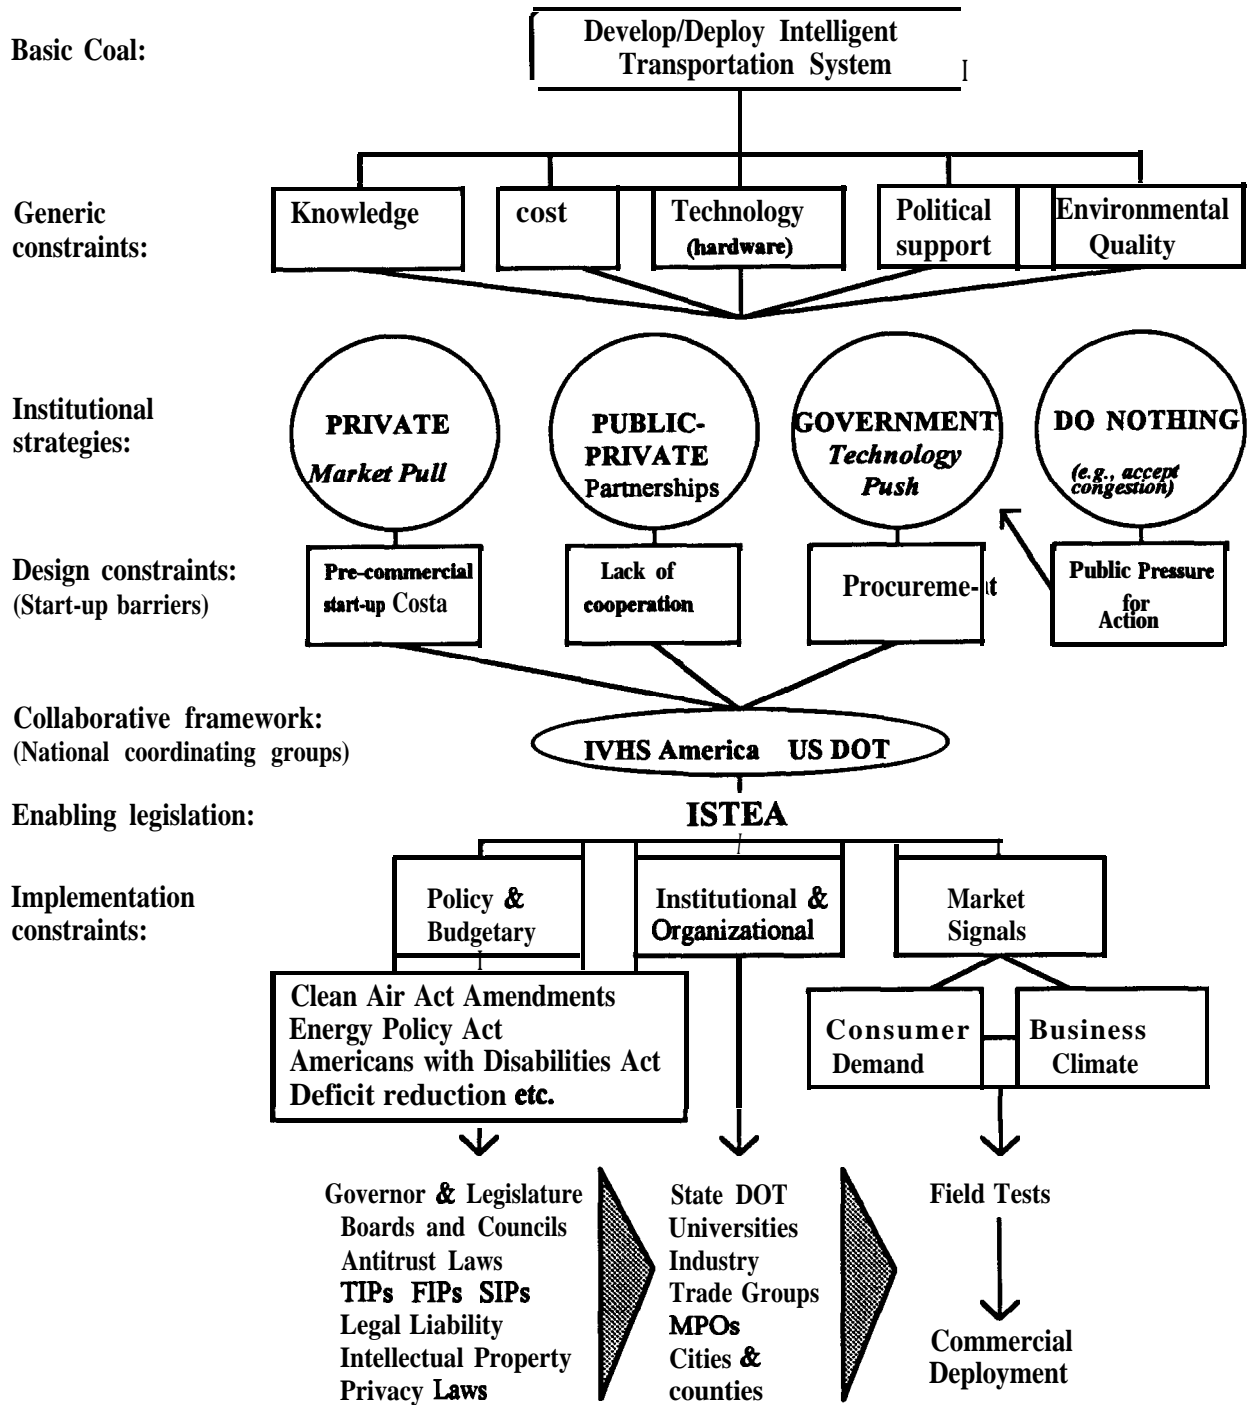 Basic Coal:
Develop/Deploy Intelligent
Transportation System
Generic
constraints:
Knowledge
cost
Technology
(hardware)
Political
support
Environmental
Quality
Institutional
strategies:
PRIVATE
Market Pull
PUBLIC-
PRIVATE
Partnerships
GOVERNMENT
Technology
Push
DO NOTHING
(e.g., accept
congestion)
Design constraints:
(Start-up barriers)
Pre-commercial
start-up Costa
Lack of
cooperation
Procureme-nt
Public Pressure
for
Action
Collaborative framework:
(National coordinating groups)
IVHS America US DOT
Enabling legislation:
ISTEA
Implementation
constraints:
Policy &
Budgetary
Institutional &
Organizational
Market
Signals
Clean Air Act Amendments
Energy Policy Act
Americans with Disabilities Act
Deficit reduction etc.
Consumer
Demand
Business
Climate
Governor & Legislature
Boards and Councils
Antitrust Laws
TIPs FIPs SIPs
Legal Liability
Intellectual Property
Privacy Laws
State DOT
Universities
Industry
Trade Groups
MPOs
Cities &
counties
Field Tests
Commercial
Deployment